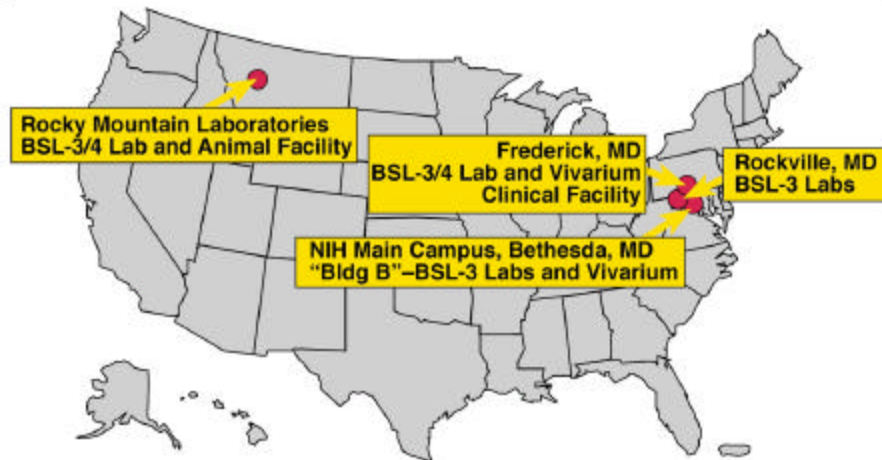 Rocky Mountain Laboratories
BSL-3/4 Lab and Animal Facility
Frederick, MD
BSL-3/4 Lab and Vivarium
Clinical Facility
Rockville, MD
BSL-3 Labs
NIH Main Campus, Bethesda, MD
“Bldg B”–BSL-3 Labs and Vivarium